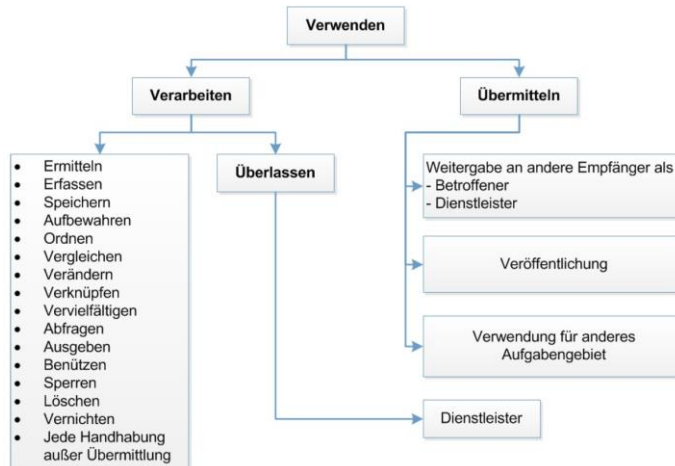 Verwenden
Verarbeiten
Übermitteln
• Ermitteln
• Erfassen
• Speichern
• Aufbewahren
• Ordnen
• Vergleichen
• Verändern
• Verknüpfen
• Vervielfältigen
• Abfragen
• Ausgeben
• Benützen
• Sperren
• Löschen
• Vernichten
• Jede Handhabung
außer Übermittlung
Überlassen
Weitergabe an andere Empfänger als
- Betroffener
- Dienstleister
Veröffentlichung
Verwendung für anderes
Aufgabengebiet
Dienstleister